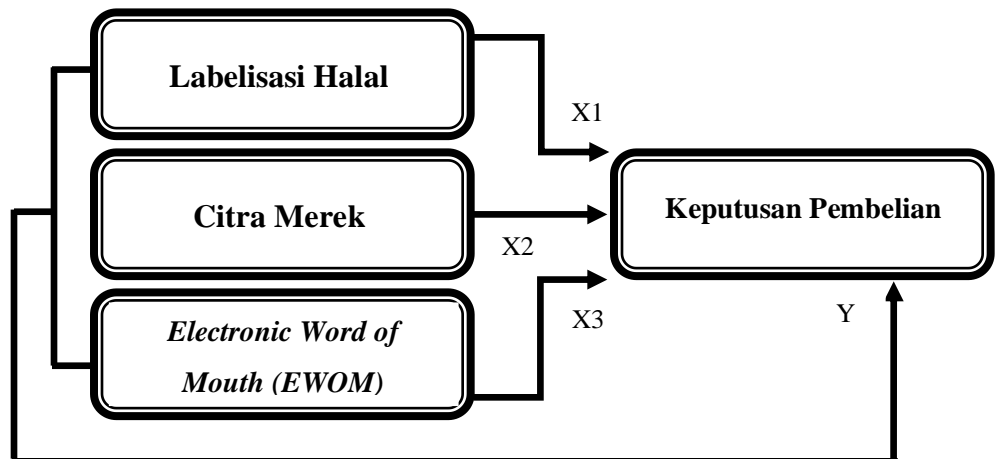 Labelisasi Halal
X1
Citra Merek
Keputusan Pembelian
X2
Electronic Word of
Mouth (EWOM)
X3
Y